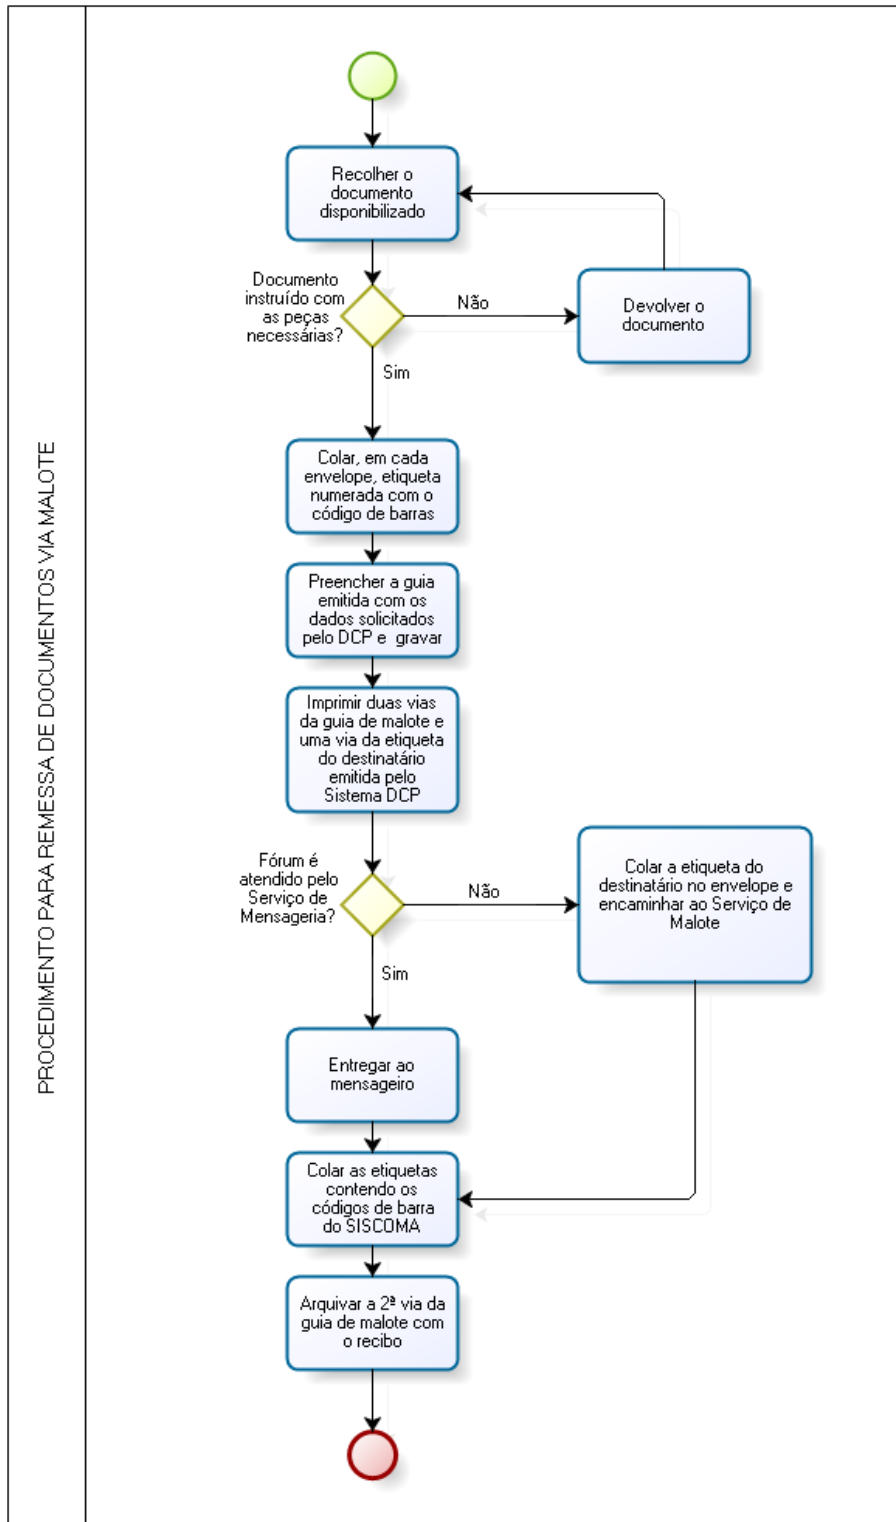 PROCEDIMENTO PARA REMESSA DE DOCUMENTOS VIA MALOTE
Recolher o
documento
disponibilizado
Documento
instruído com
as peças
necessárias?
Não
Devolver o
documento
Sim
Colar, em cada
envelope, etiqueta
numerada com o
código de barras
Preencher a guia
emitida com os
dados solicitados
pelo DCP e  gravar
Imprimir duas vias
da guia de malote e
uma via da etiqueta
do destinatário
emitida pelo
Sistema DCP
Fórum é
atendido pelo
Serviço de
Mensageria?
Não
Colar a etiqueta do
destinatário no envelope e
encaminhar ao Serviço de
Malote
Sim
Entregar ao
mensageiro
Colar as etiquetas
contendo os
códigos de barra
do SISCOMA
Arquivar a 2ª via da
guia de malote com
o recibo